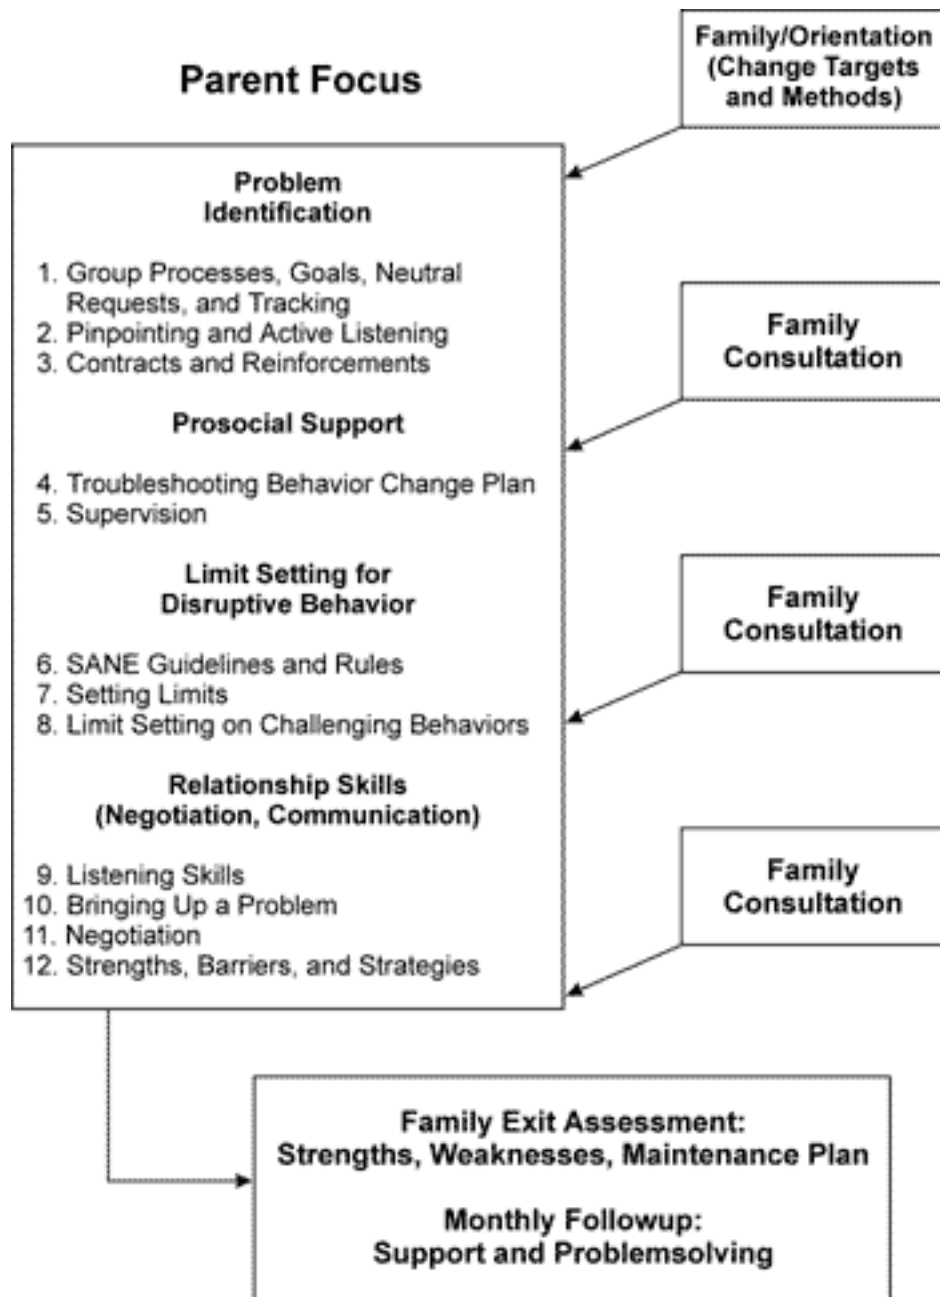 Parent Focus
Family/Orientation
(Change Targets
and Methods)
Problem
Identification
1. Group Processes, Goals, Neutral
Requests, and Tracking
2. Pinpointing and Active Listening
3. Contracts and Reinforcements
Family
Consultation
Prosocial Support
4. Troubleshooting Behavior Change Plan
5. Supervision
Limit Setting for
Disruptive Behavior
Family
Consultation
6. SANE Guidelines and Rules
7. Setting Limits
8. Limit Setting on Challenging Behaviors
Relationship Skills
(Negotiation, Communication)
Family
Consultation
9. Listening Skills
10. Bringing Up a Problem
11. Negotiation
12. Strengths, Barriers, and Strategies
Family Exit Assessment:
Strengths, Weaknesses, Maintenance Plan
Monthly Followup:
Support and Problemsolving